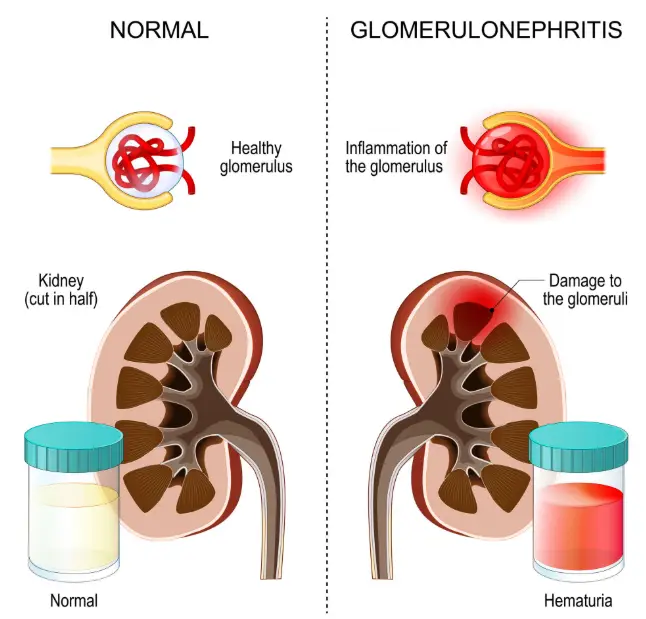 NORMAL
GLOMERULONEPHRITIS
Healthy
glomerulus
Inflammation of
the glomerulus
Kidney
(cut in half)
Damage to
the glomeruli
Normal
Hematuria